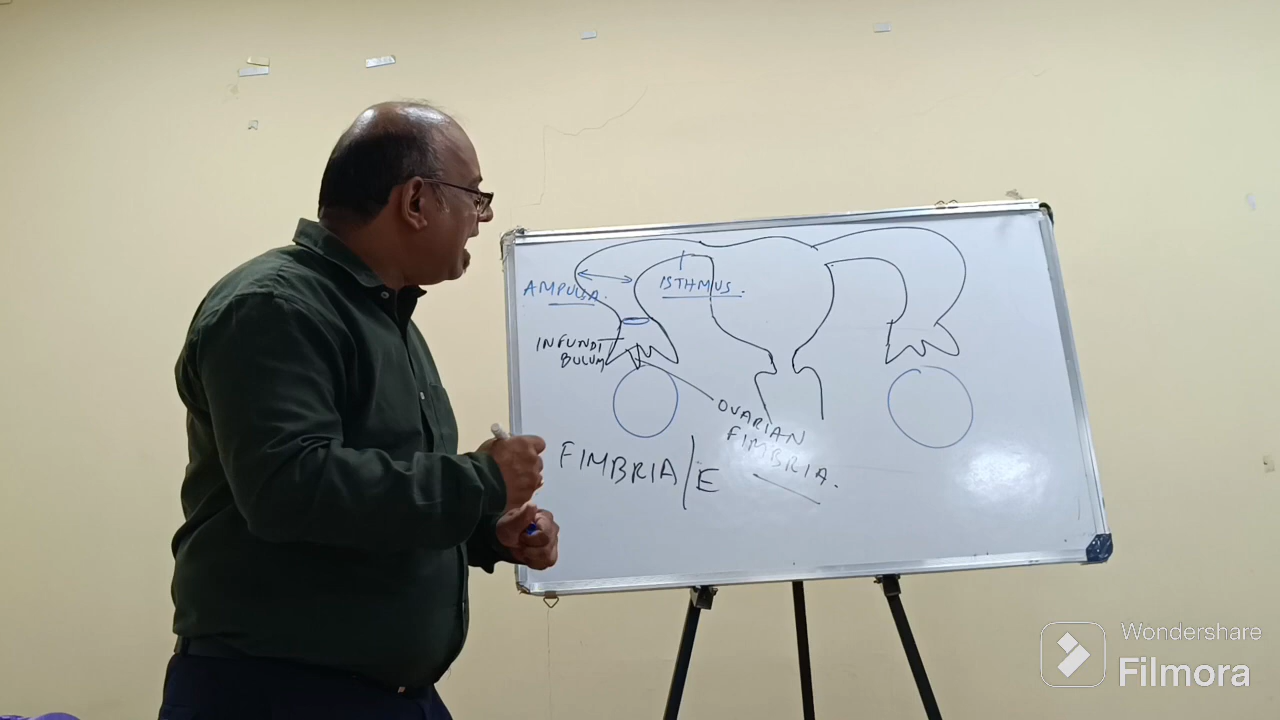 AMPULLA.
ISTHMUS.
INFUNDI
BULUM
OVARIAN
FIMBRIA.
FIMBRIA/E
Wondershare
Filmora